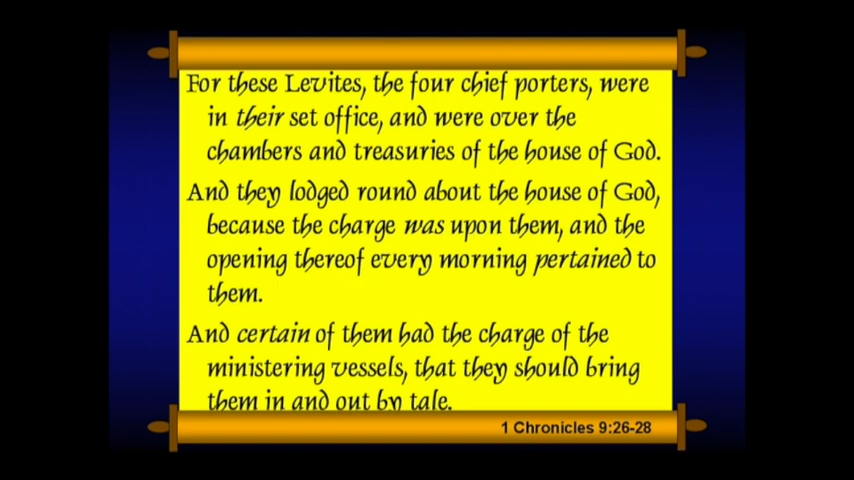 For these Levites, the four chief porters, were
in their set office, and were over the
chambers and treasuries of the house of God.
And they lodged round about the house of God,
because the charge was upon them, and the
opening thereof every morning pertained to
them.
And certain of them had the charge of the
ministering vessels, that they should bring
them in and out by tale.
1 Chronicles 9:26-28